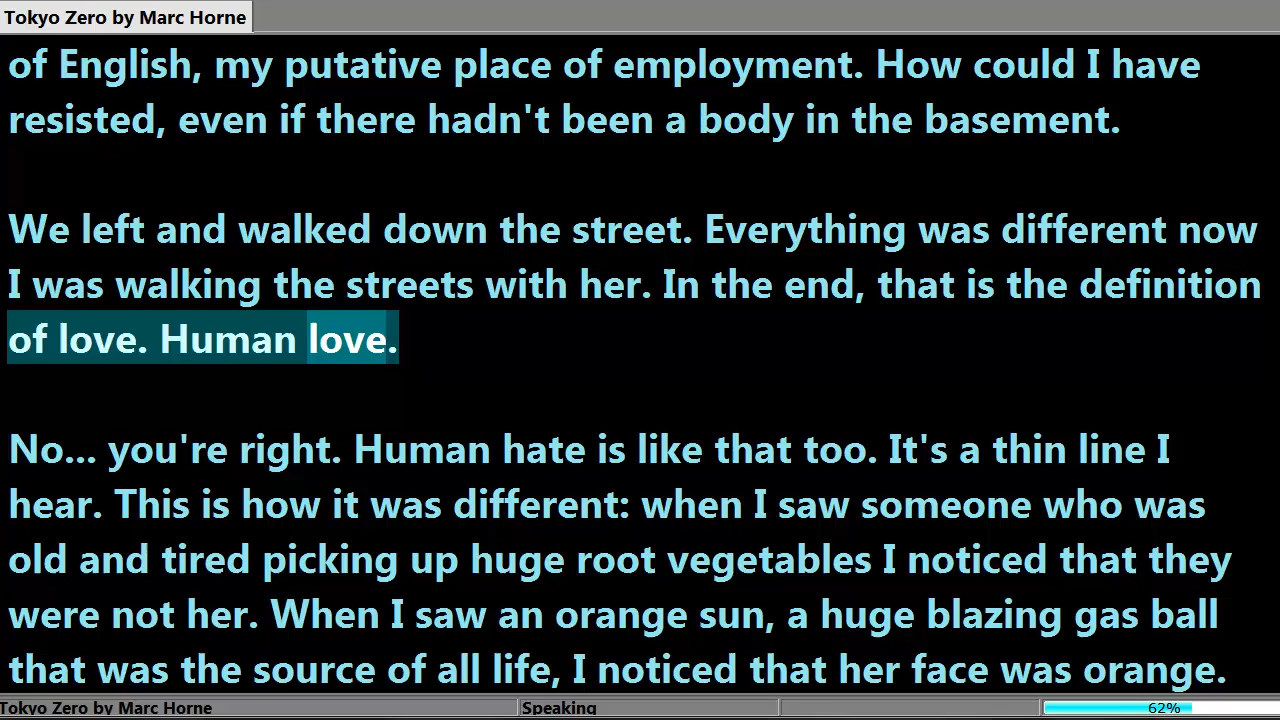 Tokyo Zero by Marc Horne
of English, my putative place of employment. How could I have
resisted, even if there hadn't been a body in the basement.
We left and walked down the street. Everything was different now
I was walking the streets with her. In the end, that is the definition
of love. Human love.
No... you're right. Human hate is like that too. It's a thin line I
hear. This is how it was different: when I saw someone who was
old and tired picking up huge root vegetables I noticed that they
were not her. When I saw an orange sun, a huge blazing gas ball
that was the source of all life, I noticed that her face was orange.
Tokyo Zero by Marc Horne Speaking 62%